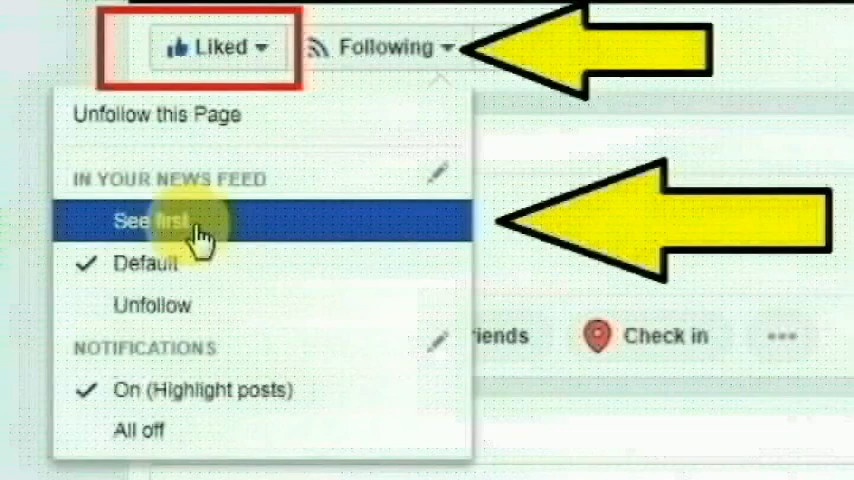 Liked
Following
Unfollow this Page
IN YOUR NEWS FEED
See first
Default
Unfollow
riends
Check in
NOTIFICATIONS
On (Highlight posts)
All off